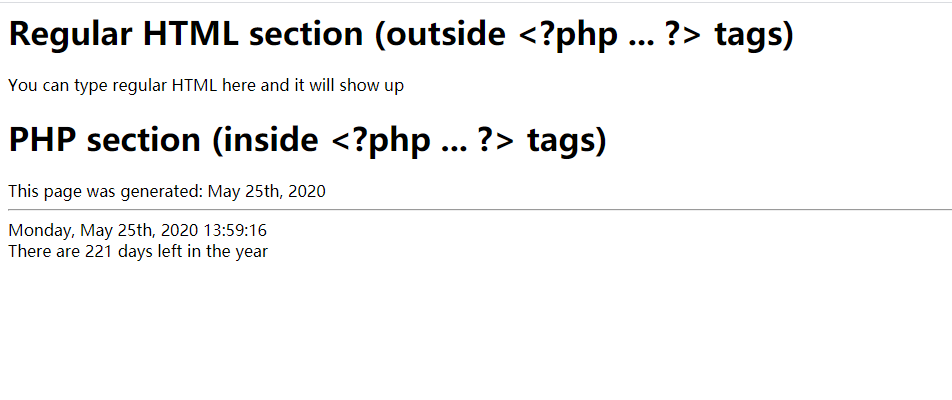 Regular HTML section (outside <?php ... ?> tags)
You can type regular HTML here and it will show up
PHP section (inside <?php ... ?> tags)
This page was generated: May 25th, 2020
Monday, May 25th, 2020 13:59:16
There are 221 days left in the year